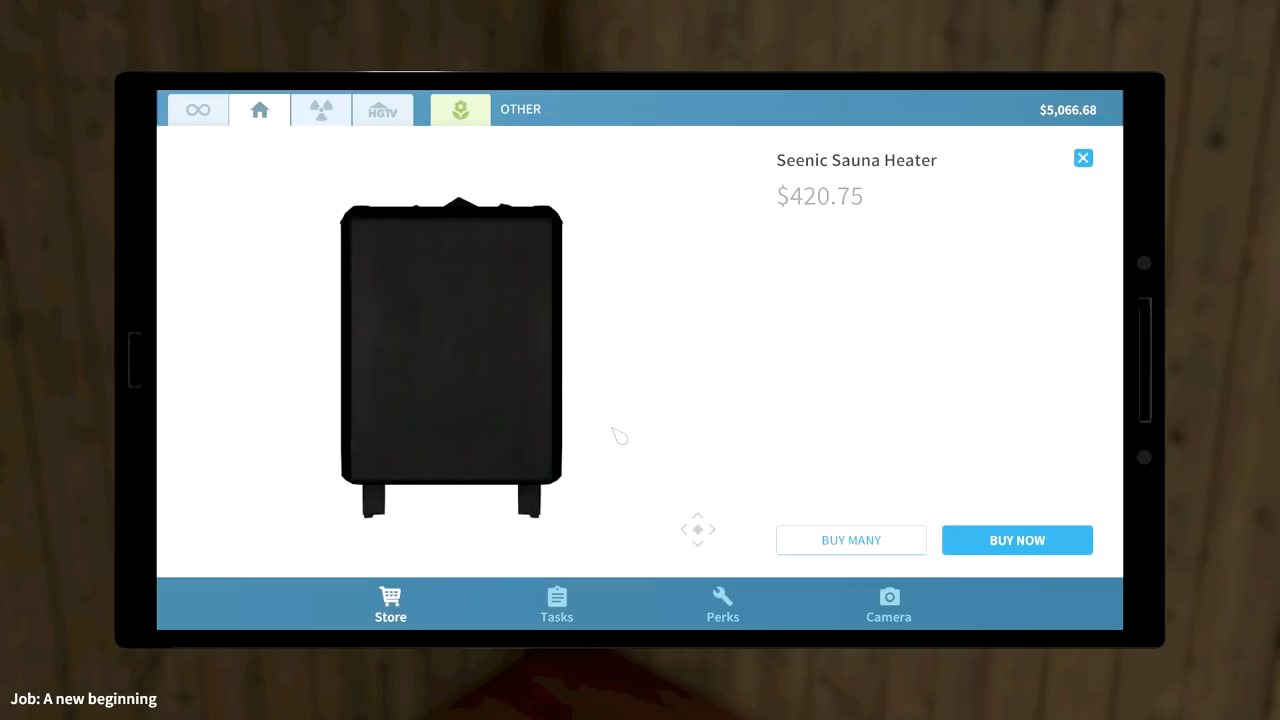 HGTV
OTHER
$5,066.68
Seenic Sauna Heater
$420.75
BUY MANY
BUY NOW
Store
Tasks
Perks
Camera
Job: A new beginning